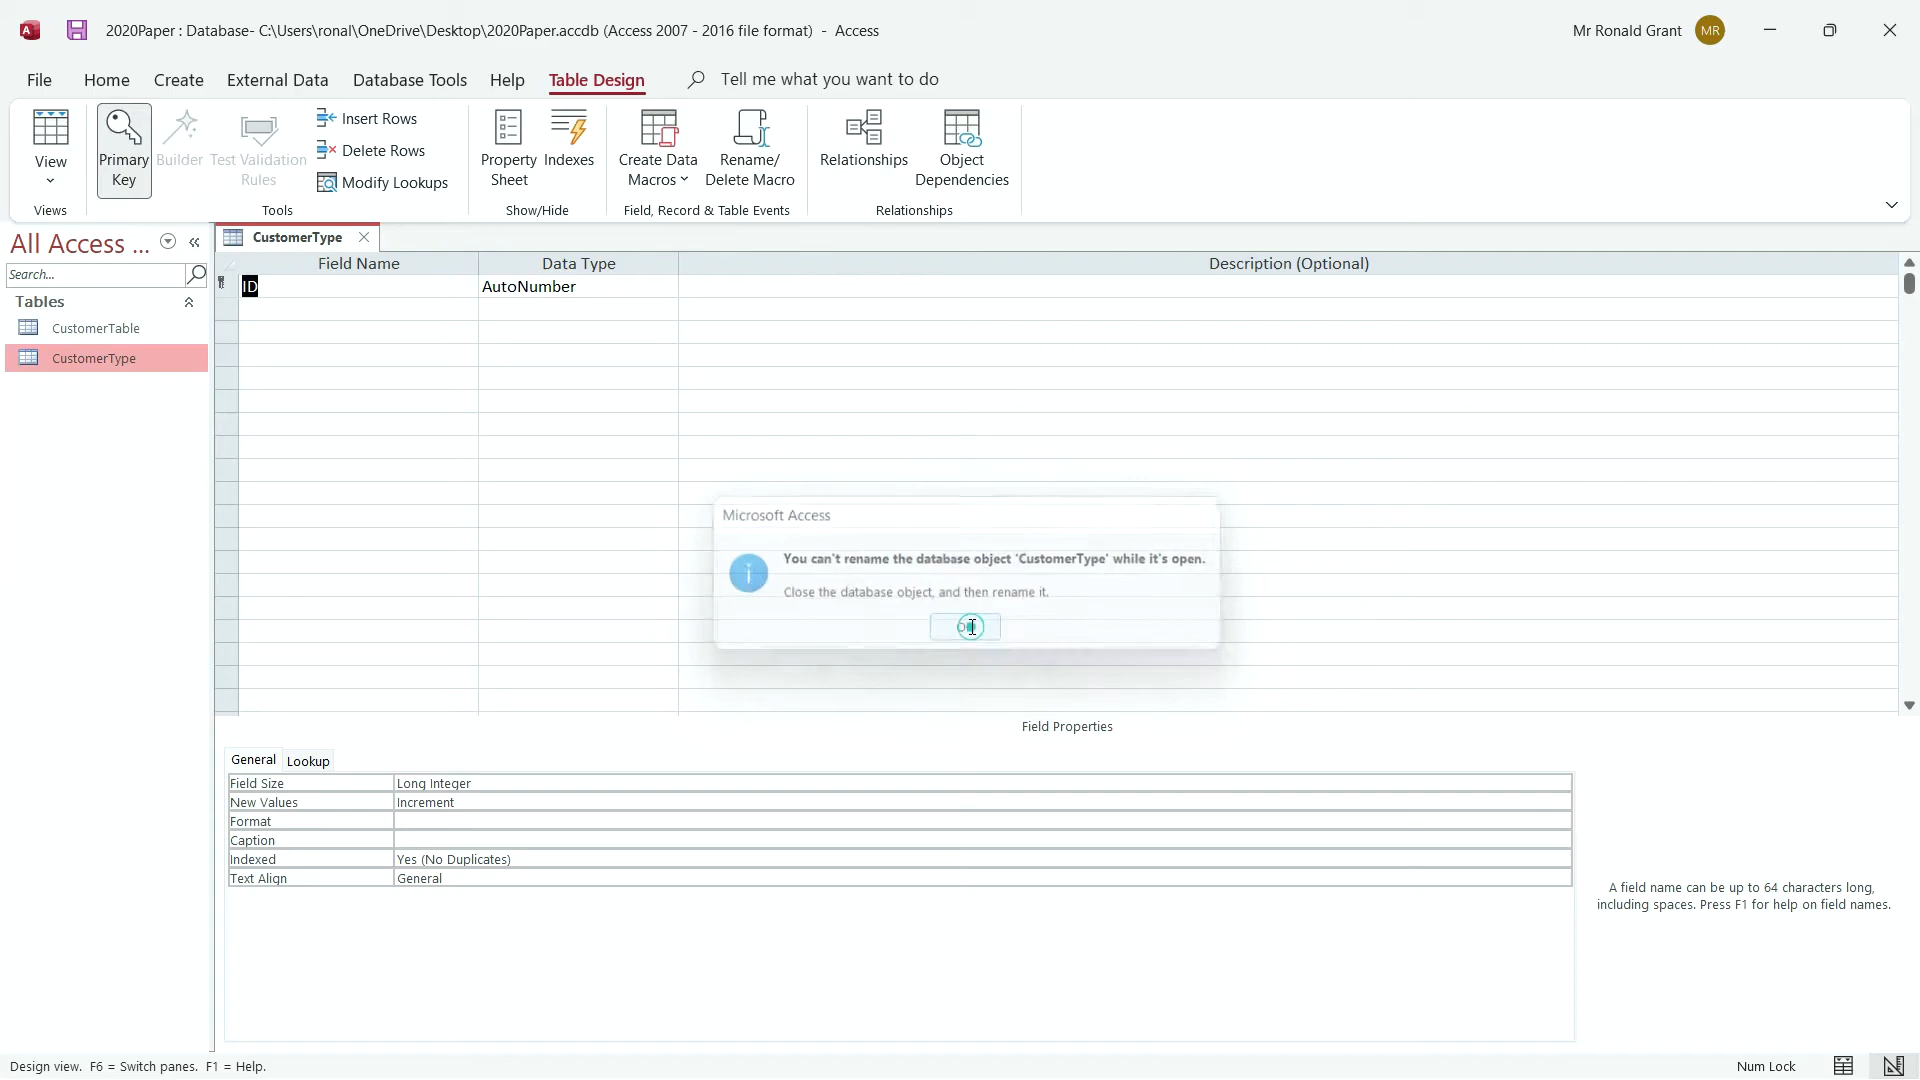 2020Paper : Database- C:\Users\ronal\OneDrive\Desktop\2020Paper.accdb (Access 2007 - 2016 file format) - Access
Mr Ronald Grant
MR
File
Home
Create
External Data
Database Tools
Help
Table Design
Tell me what you want to do
View
Primary
Key
Builder
Test Validation
Rules
Insert Rows
Delete Rows
Modify Lookups
Property
Sheet
Indexes
Create Data
Macros
Rename/
Delete Macro
Relationships
Object
Dependencies
Views
Tools
Show/Hide
Field, Record & Table Events
Relationships
All Access ...
Search...
Tables
CustomerTable
CustomerType
CustomerType
Field Name
Data Type
Description (Optional)
ID
AutoNumber
Microsoft Access
You can't rename the database object 'CustomerType' while it's open.
Close the database object, and then rename it.
Field Properties
General
Lookup
Field Size
Long Integer
New Values
Increment
Format
Caption
Indexed
Yes (No Duplicates)
Text Align
General
A field name can be up to 64 characters long,
including spaces. Press F1 for help on field names.
Design view. F6 = Switch panes. F1 = Help.
Num Lock